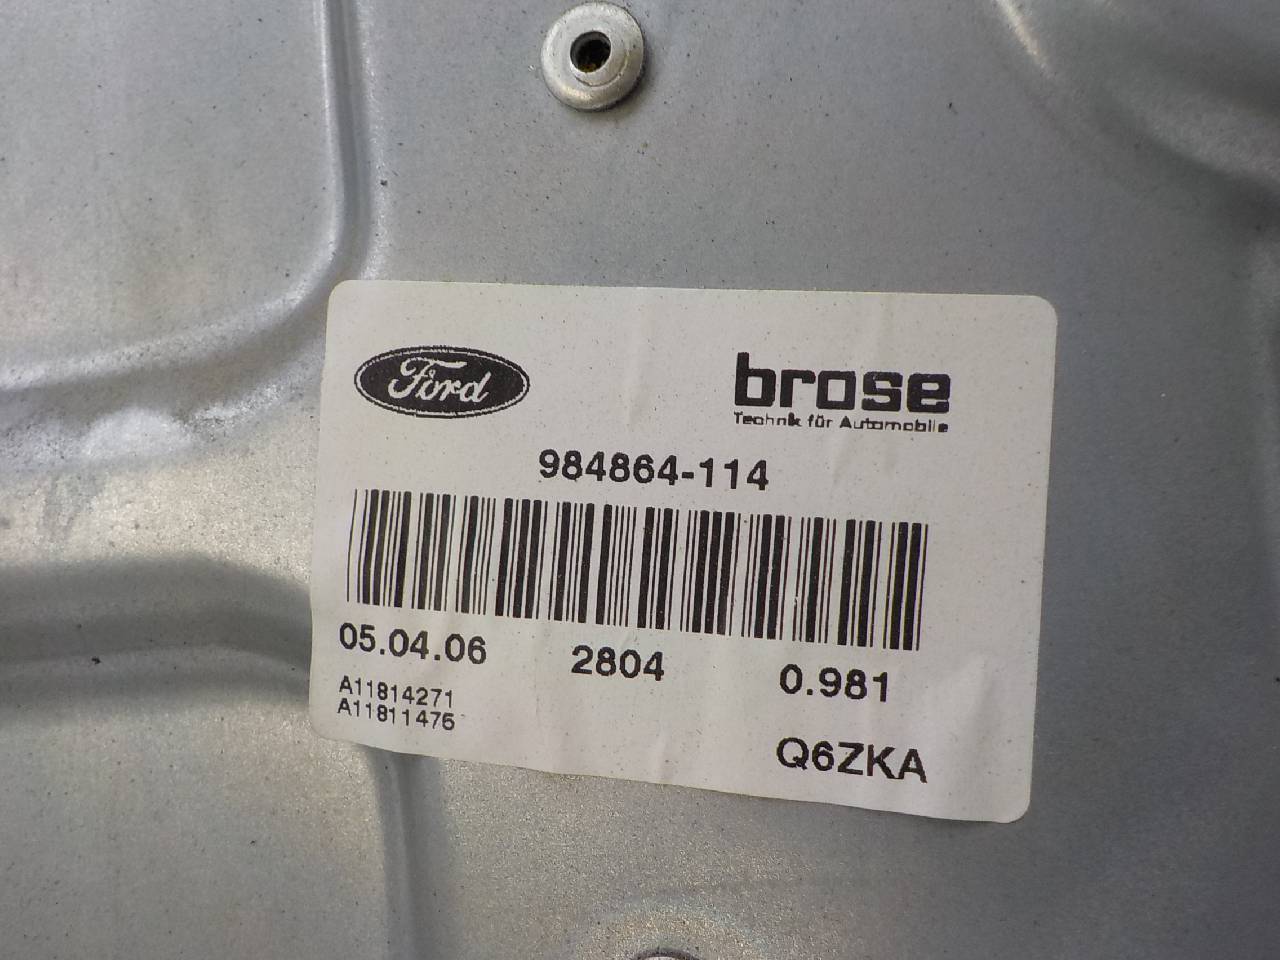 Ford
brose
Technik für Automobile
984864-114
05.04.06 2804 0.981
A11814271
A11811476
Q6ZKA